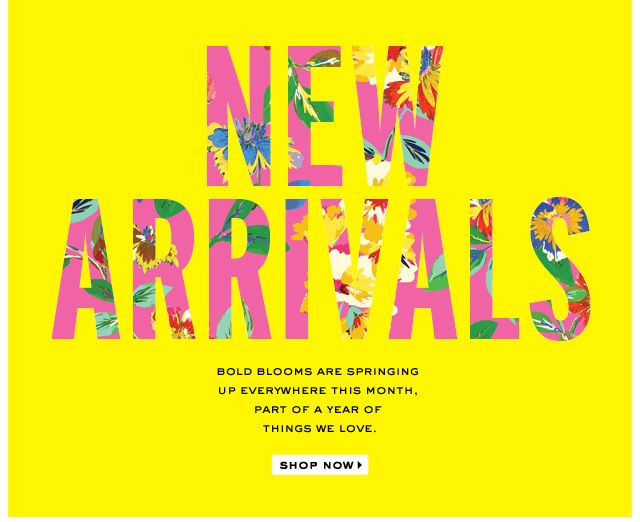 NEW
ARRIVALS
BOLD BLOOMS ARE SPRINGING
UP EVERYWHERE THIS MONTH,
PART OF A YEAR OF
THINGS WE LOVE.
SHOP NOW